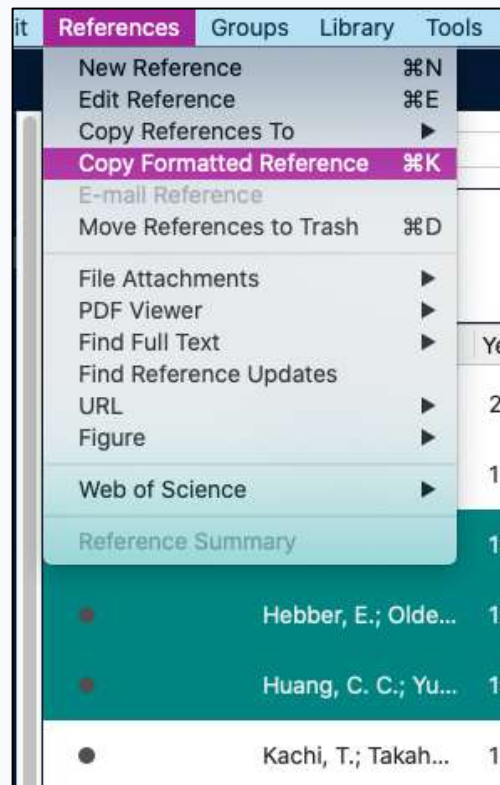 it References Groups Library Tools
New Reference ⌘N
Edit Reference ⌘E
Copy References To ▶
Copy Formatted Reference ⌘K
E-mail Reference
Move References to Trash ⌘D
File Attachments ▶
PDF Viewer ▶
Find Full Text ▶
Find Reference Updates
URL ▶
Figure ▶
Web of Science ▶
Reference Summary
Ye
2
1
1
Hebber, E.; Olde... 1
Huang, C. C.; Yu... 1
Kachi, T.; Takah... 1